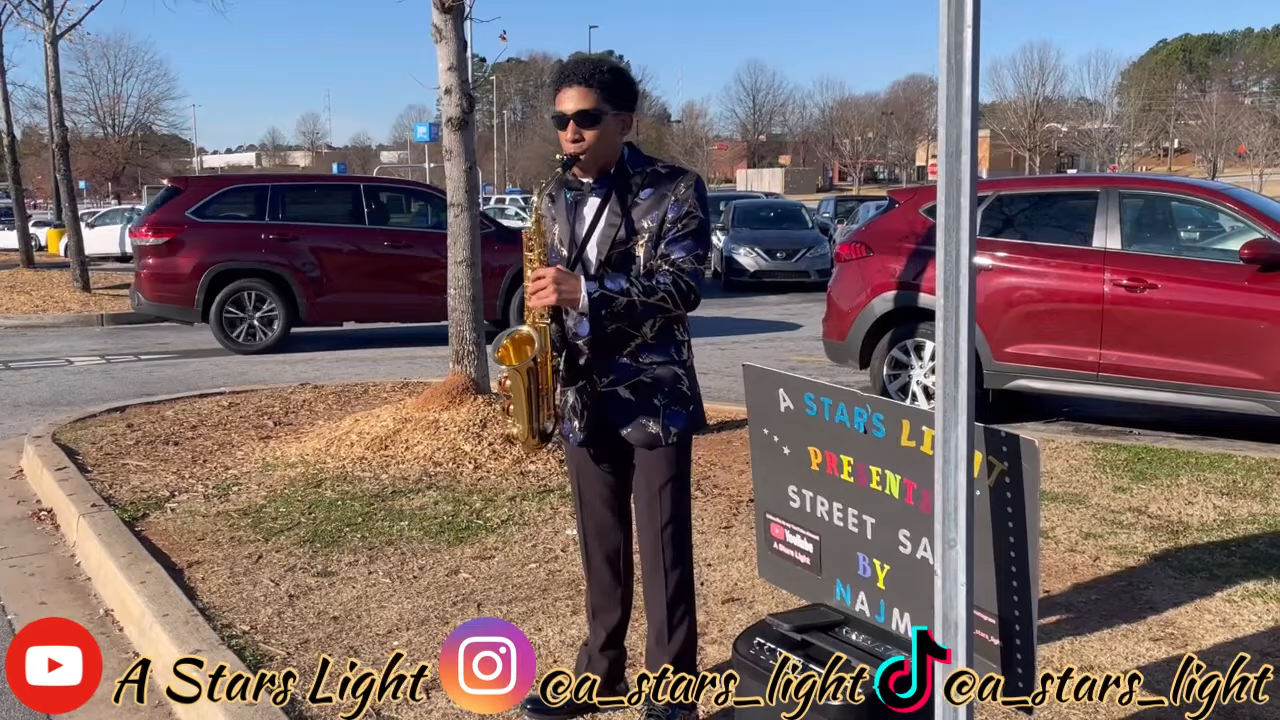 A STAR'S
PRESENT
STREET SA
BY
NAJM
YouTube
A Stars Light
A Stars Light
@a_stars_light
@a_stars_light